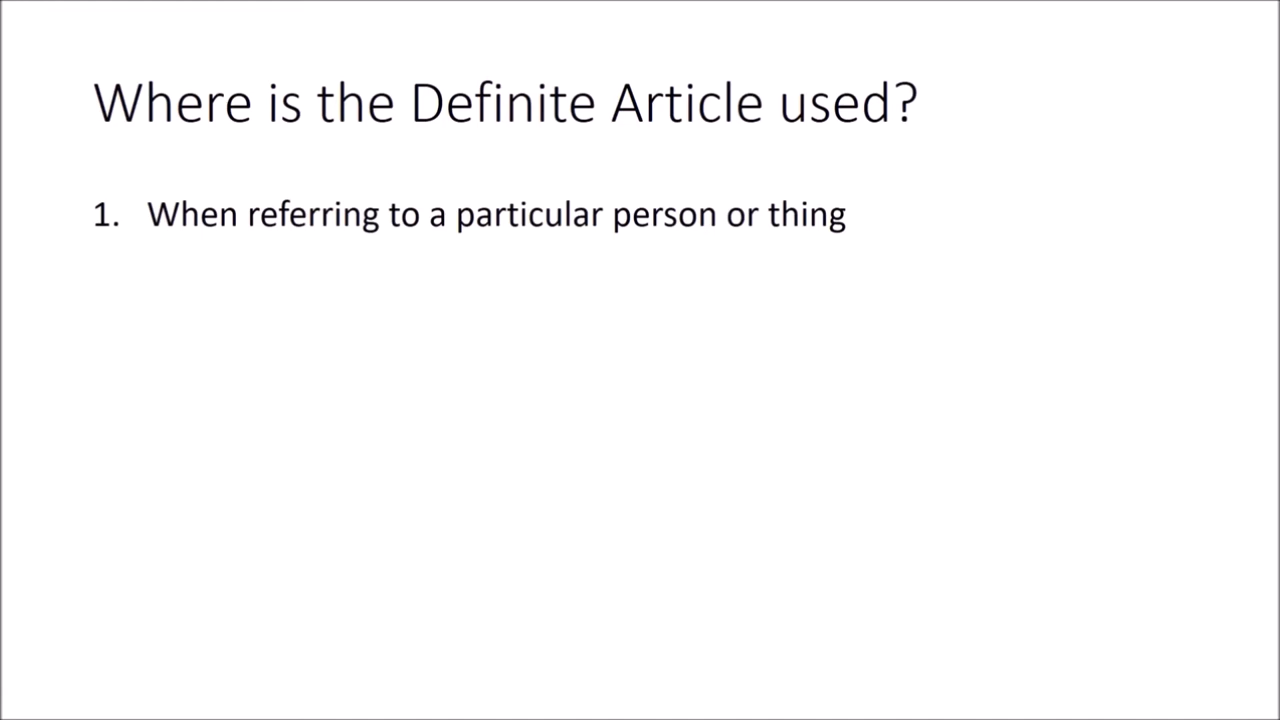 Where is the Definite Article used?
1. When referring to a particular person or thing